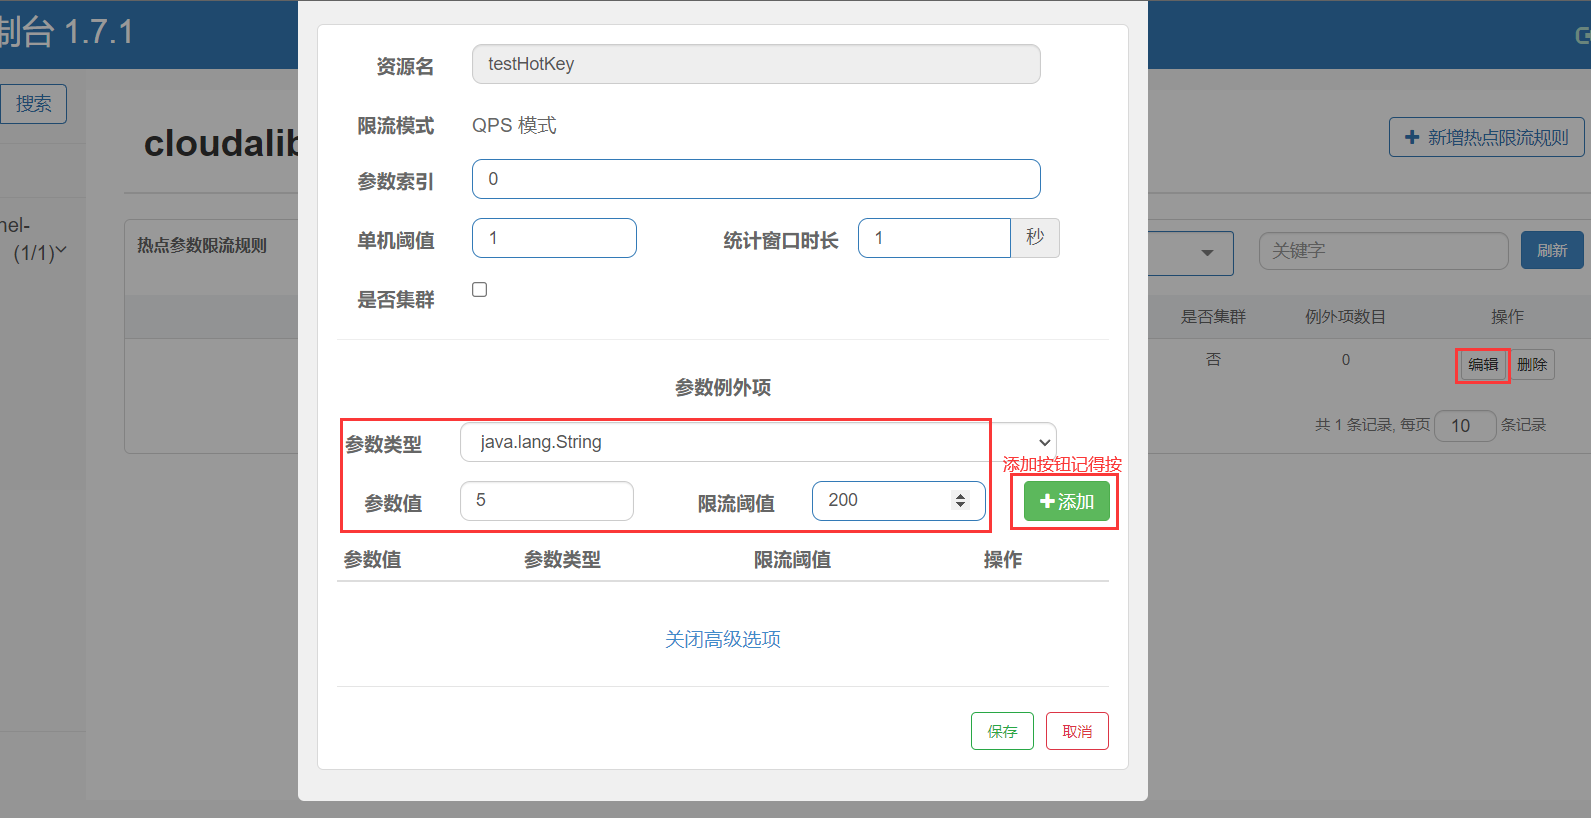 制台 1.7.1
搜索
cloudalib
新增热点限流规则
nel-
(1/1)
热点参数限流规则
关键字
刷新
是否集群 例外项数目 操作
否 0 编辑 删除
共 1 条记录, 每页 10 条记录
资源名 testHotKey
限流模式 QPS 模式
参数索引 0
单机阈值 1 统计窗口时长 1 秒
是否集群
参数例外项
参数类型 java.lang.String
添加按钮记得按
参数值 5 限流阈值 200 添加
参数值 参数类型 限流阈值 操作
关闭高级选项
保存 取消